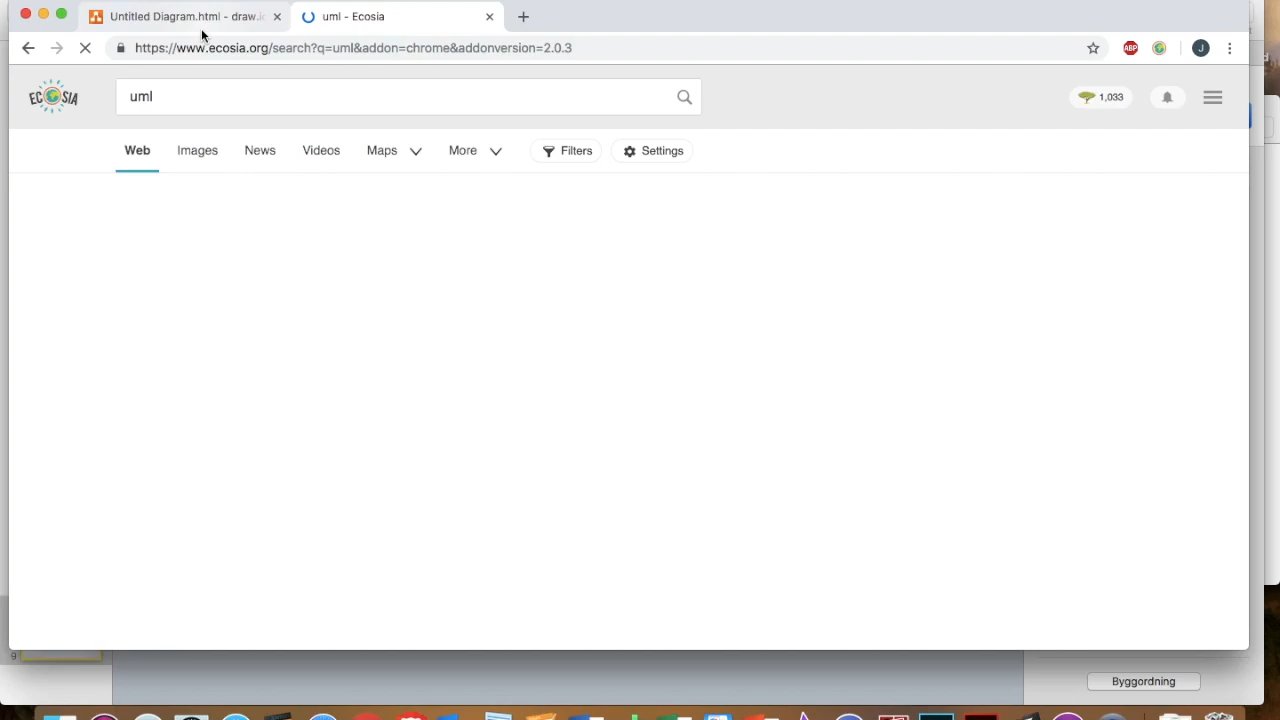 Untitled Diagram.html - draw.i
uml - Ecosia
https://www.ecosia.org/search?q=uml&addon=chrome&addonversion=2.0.3
ABP
J
ECOSIA
uml
1,033
Web
Images
News
Videos
Maps
More
Filters
Settings
9
Byggordning